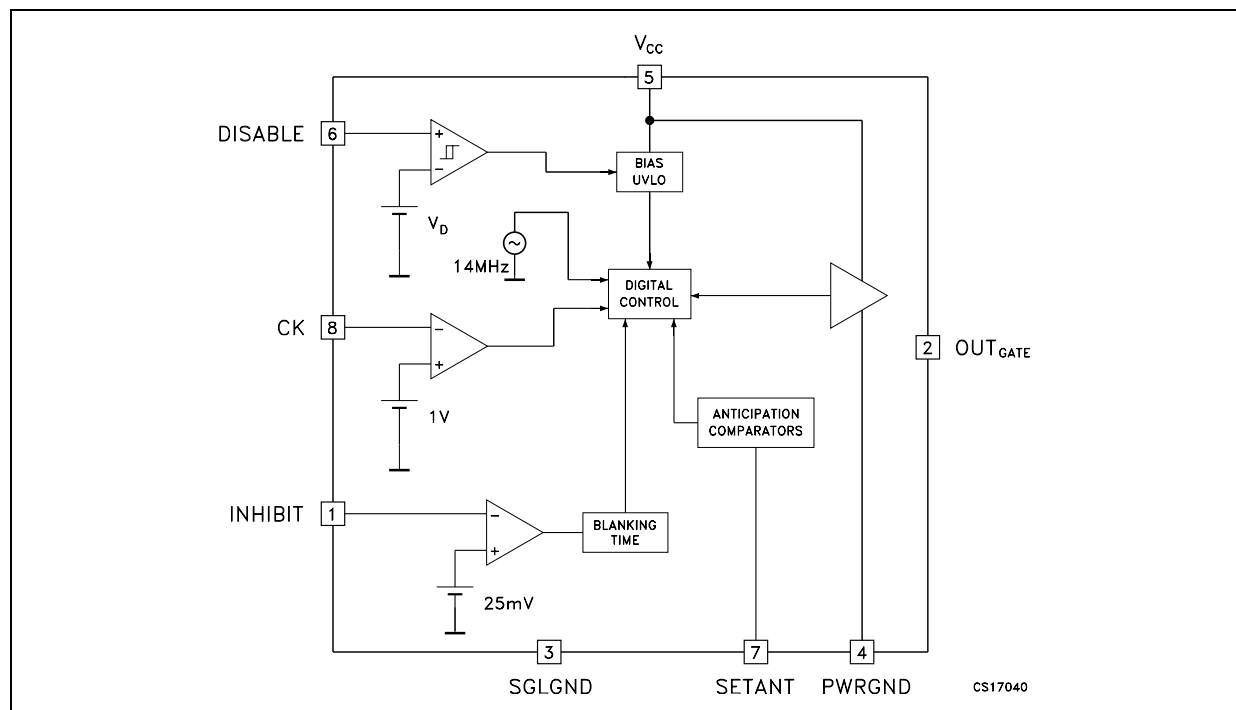 VCC
5
DISABLE 6
+
−
BIAS
UVLO
VD
14MHz
~
DIGITAL
CONTROL
CK 8
−
+
1V
2 OUTGATE
ANTICIPATION
COMPARATORS
INHIBIT 1
−
+
BLANKING
TIME
25mV
3 7 4
SGLGND SETANT PWRGND CS17040